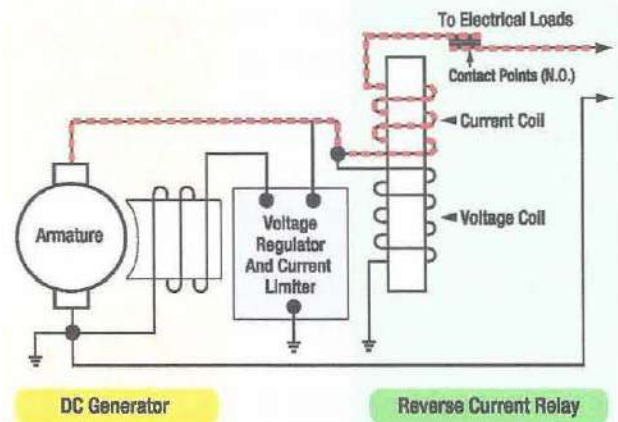 To Electrical Loads
Contact Points (N.O.)
Current Coil
Armature
Voltage
Regulator
And Current
Limiter
Voltage Coil
DC Generator
Reverse Current Relay